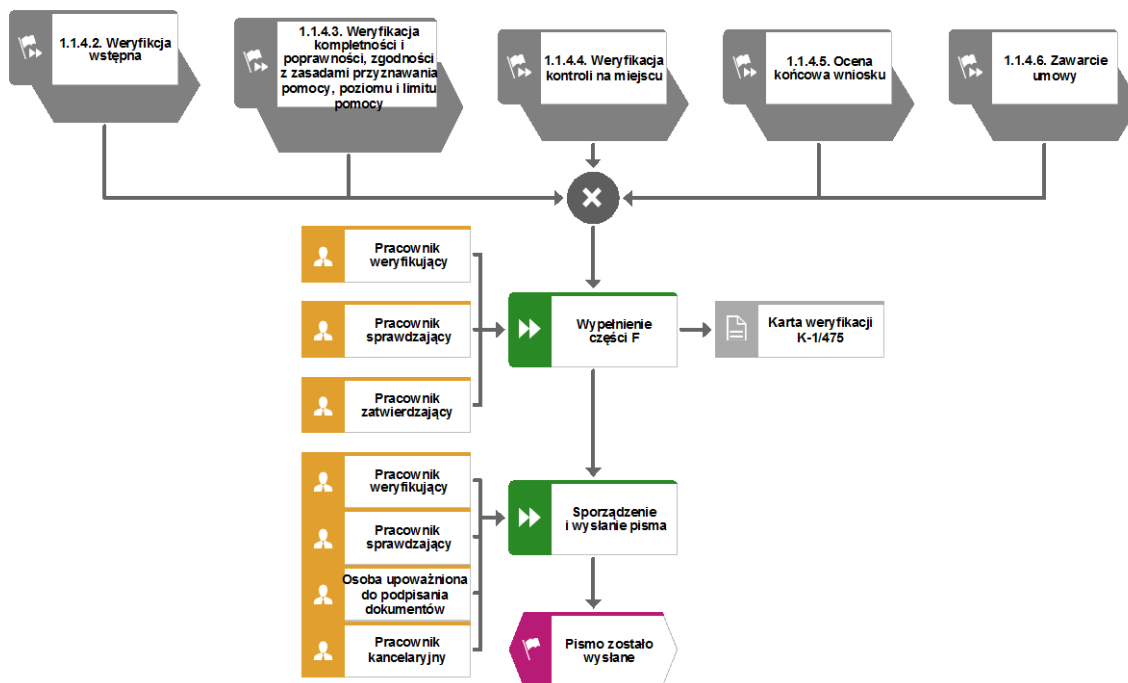 1.1.4.2. Weryfikcja
wstępna
1.1.4.3. Weryfikacja
kompletności i
poprawności, zgodności
z zasadami przyznawania
pomocy, poziomu i limitu
pomocy
1.1.4.4. Weryfikacja
kontroli na miejscu
1.1.4.5. Ocena
końcowa wniosku
1.1.4.6. Zawarcie
umowy
Pracownik
weryfikujący
Pracownik
sprawdzający
Pracownik
zatwierdzający
Wypełnienie
części F
Karta weryfikacji
K-1/475
Pracownik
weryfikujący
Pracownik
sprawdzający
Osoba upoważniona
do podpisania
dokumentów
Pracownik
kancelaryjny
Sporządzenie
i wysłanie pisma
Pismo zostało
wysłane